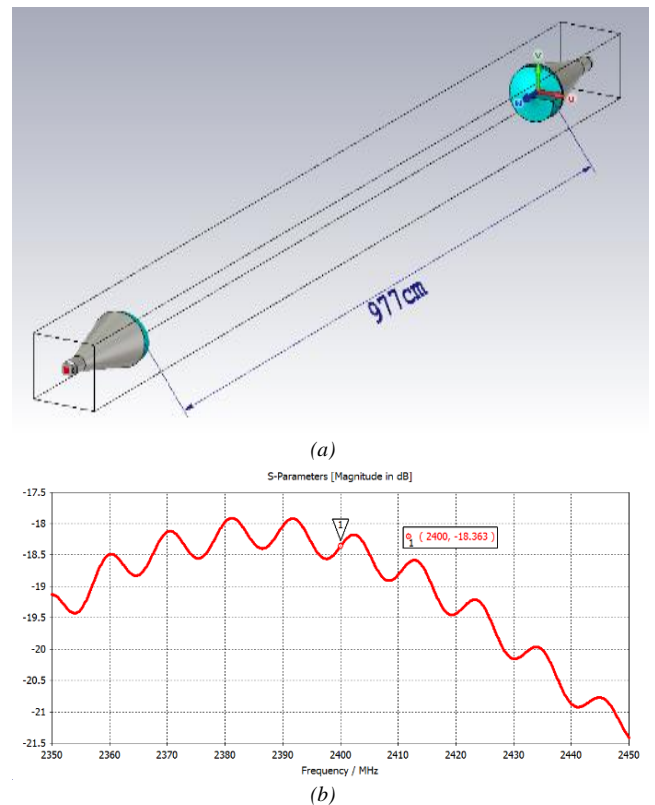 V
U
W
977cm
(a)
S-Parameters [Magnitude in dB]
-17.5
-18
-18.5
-19
-19.5
-20
-20.5
-21
-21.5
1
1 ( 2400, -18.363 )
2350 2360 2370 2380 2390 2400 2410 2420 2430 2440 2450
Frequency / MHz
(b)